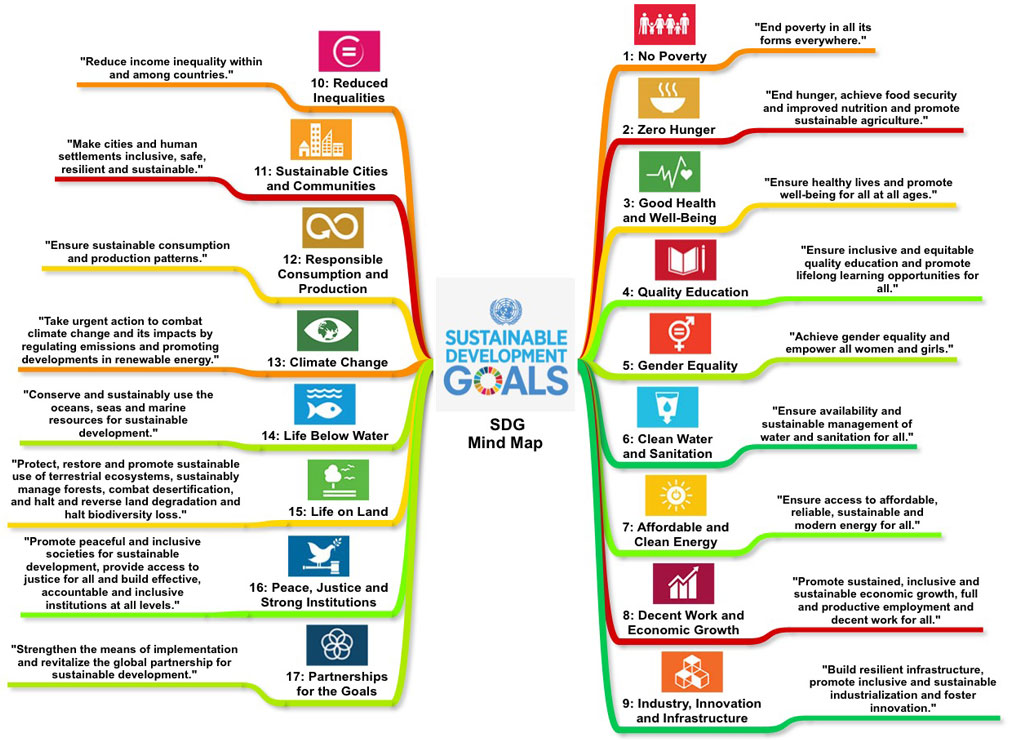 SUSTAINABLE
DEVELOPMENT
GOALS
SDG
Mind Map
1: No Poverty
"End poverty in all its
forms everywhere."
2: Zero Hunger
"End hunger, achieve food security
and improved nutrition and promote
sustainable agriculture."
3: Good Health
and Well-Being
"Ensure healthy lives and promote
well-being for all at all ages."
4: Quality Education
"Ensure inclusive and equitable
quality education and promote
lifelong learning opportunities for
all."
5: Gender Equality
"Achieve gender equality and
empower all women and girls."
6: Clean Water
and Sanitation
"Ensure availability and
sustainable management of
water and sanitation for all."
7: Affordable and
Clean Energy
"Ensure access to affordable,
reliable, sustainable and
modern energy for all."
8: Decent Work and
Economic Growth
"Promote sustained, inclusive and
sustainable economic growth, full
and productive employment and
decent work for all."
9: Industry, Innovation
and Infrastructure
"Build resilient infrastructure,
promote inclusive and sustainable
industrialization and foster
innovation."
10: Reduced
Inequalities
"Reduce income inequality within
and among countries."
11: Sustainable Cities
and Communities
"Make cities and human
settlements inclusive, safe,
resilient and sustainable."
12: Responsible
Consumption and
Production
"Ensure sustainable consumption
and production patterns."
13: Climate Change
"Take urgent action to combat
climate change and its impacts by
regulating emissions and promoting
developments in renewable energy."
14: Life Below Water
"Conserve and sustainably use the
oceans, seas and marine
resources for sustainable
development."
15: Life on Land
"Protect, restore and promote sustainable
use of terrestrial ecosystems, sustainably
manage forests, combat desertification,
and halt and reverse land degradation and
halt biodiversity loss."
16: Peace, Justice and
Strong Institutions
"Promote peaceful and inclusive
societies for sustainable
development, provide access to
justice for all and build effective,
accountable and inclusive
institutions at all levels."
17: Partnerships
for the Goals
"Strengthen the means of implementation
and revitalize the global partnership for
sustainable development."